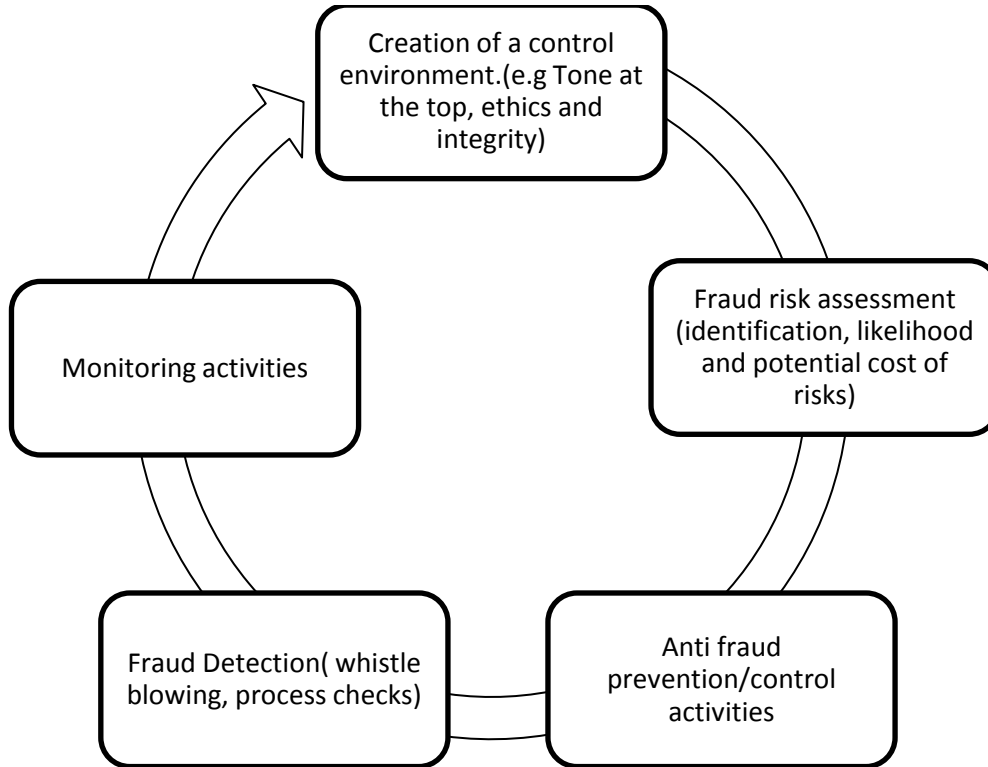 Creation of a control
environment.(e.g Tone at
the top, ethics and
integrity)
Fraud risk assessment
(identification, likelihood
and potential cost of
risks)
Anti fraud
prevention/control
activities
Fraud Detection( whistle
blowing, process checks)
Monitoring activities